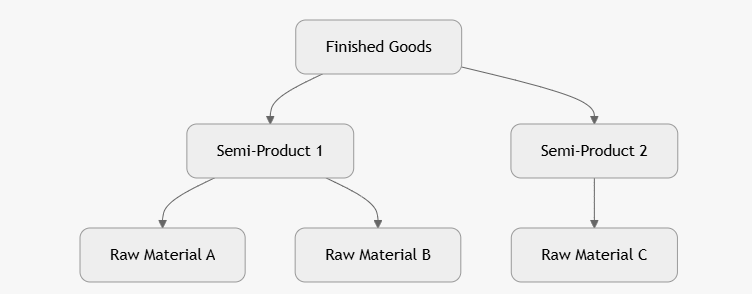 Finished Goods
Semi-Product 1
Semi-Product 2
Raw Material A
Raw Material B
Raw Material C